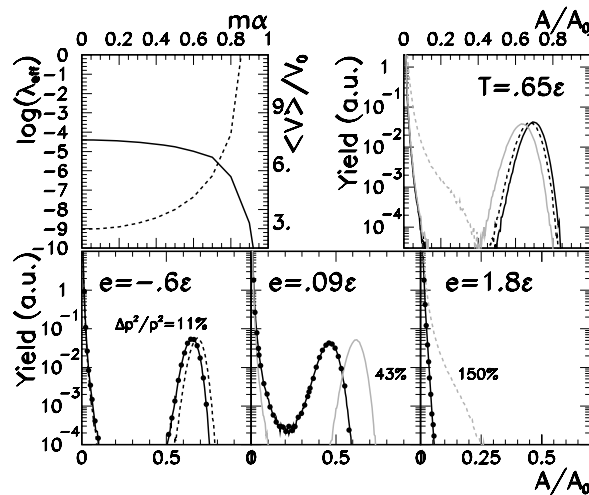 mα
A/A₀
0 0.2 0.4 0.6 0.8 1
0 0.2 0.4 0.6 0.8
log(λeff)
0
-1
-2
-3
-4
-5
-6
-7
-8
-9
-10
<V>/V₀
9.
6.
3.
Yield (a.u.)
1
10⁻¹
10⁻²
10⁻³
10⁻⁴
T=.65ε
Yield (a.u.)
1
10⁻¹
10⁻²
10⁻³
10⁻⁴
e=-.6ε
Δp²/p²=11%
e=.09ε
43%
e=1.8ε
150%
0 0.5 0 0.5 0 0.25 0.5
A/A₀